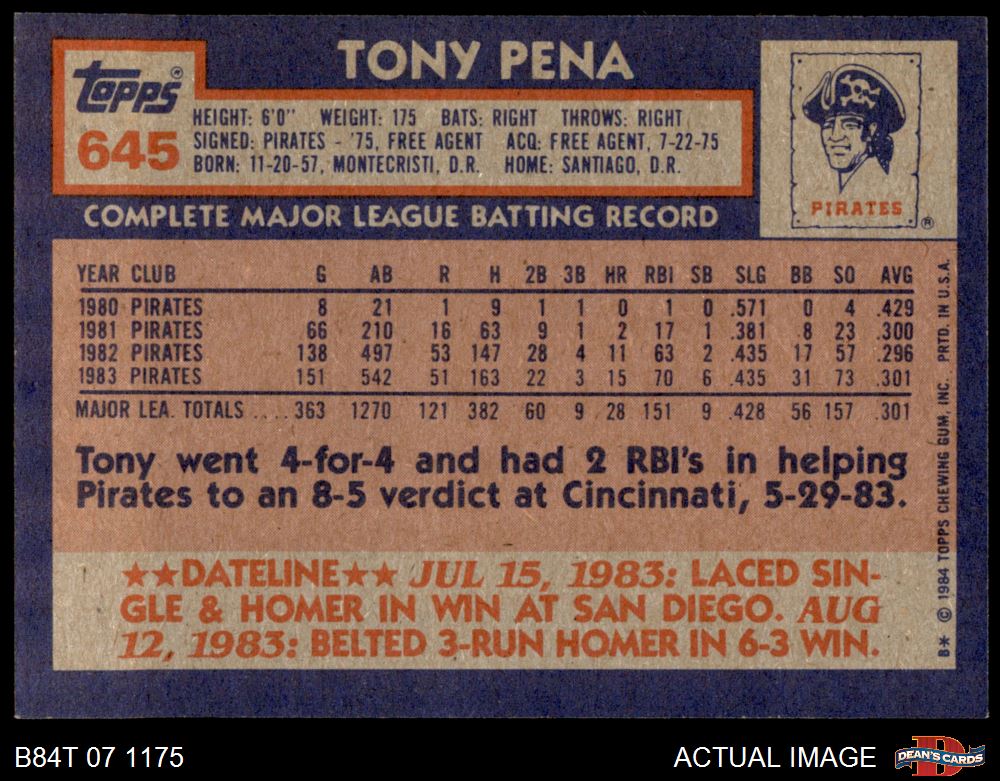 TONY PENA
Topps®
645
HEIGHT: 6'0" WEIGHT: 175 BATS: RIGHT THROWS: RIGHT
SIGNED: PIRATES - '75, FREE AGENT ACQ: FREE AGENT, 7-22-75
BORN: 11-20-57, MONTECRISTI, D.R. HOME: SANTIAGO, D.R.
PIRATES ®
COMPLETE MAJOR LEAGUE BATTING RECORD
YEAR CLUB G AB R H 2B 3B HR RBI SB SLG BB SO AVG
1980 PIRATES 8 21 1 9 1 1 0 1 0 .571 0 4 .429
1981 PIRATES 66 210 16 63 9 1 2 17 1 .381 8 23 .300
1982 PIRATES 138 497 53 147 28 4 11 63 2 .435 17 57 .296
1983 PIRATES 151 542 51 163 22 3 15 70 6 .435 31 73 .301
MAJOR LEA. TOTALS .... 363 1270 121 382 60 9 28 151 9 .428 56 157 .301
Tony went 4-for-4 and had 2 RBI's in helping
Pirates to an 8-5 verdict at Cincinnati, 5-29-83.
★★DATELINE★★ JUL 15, 1983: LACED SIN-
GLE & HOMER IN WIN AT SAN DIEGO. AUG
12, 1983: BELTED 3-RUN HOMER IN 6-3 WIN.
B* © 1984 TOPPS CHEWING GUM, INC. PRTD. IN U.S.A.
B84T 07 1175
ACTUAL IMAGE
D
DEAN'S CARDS